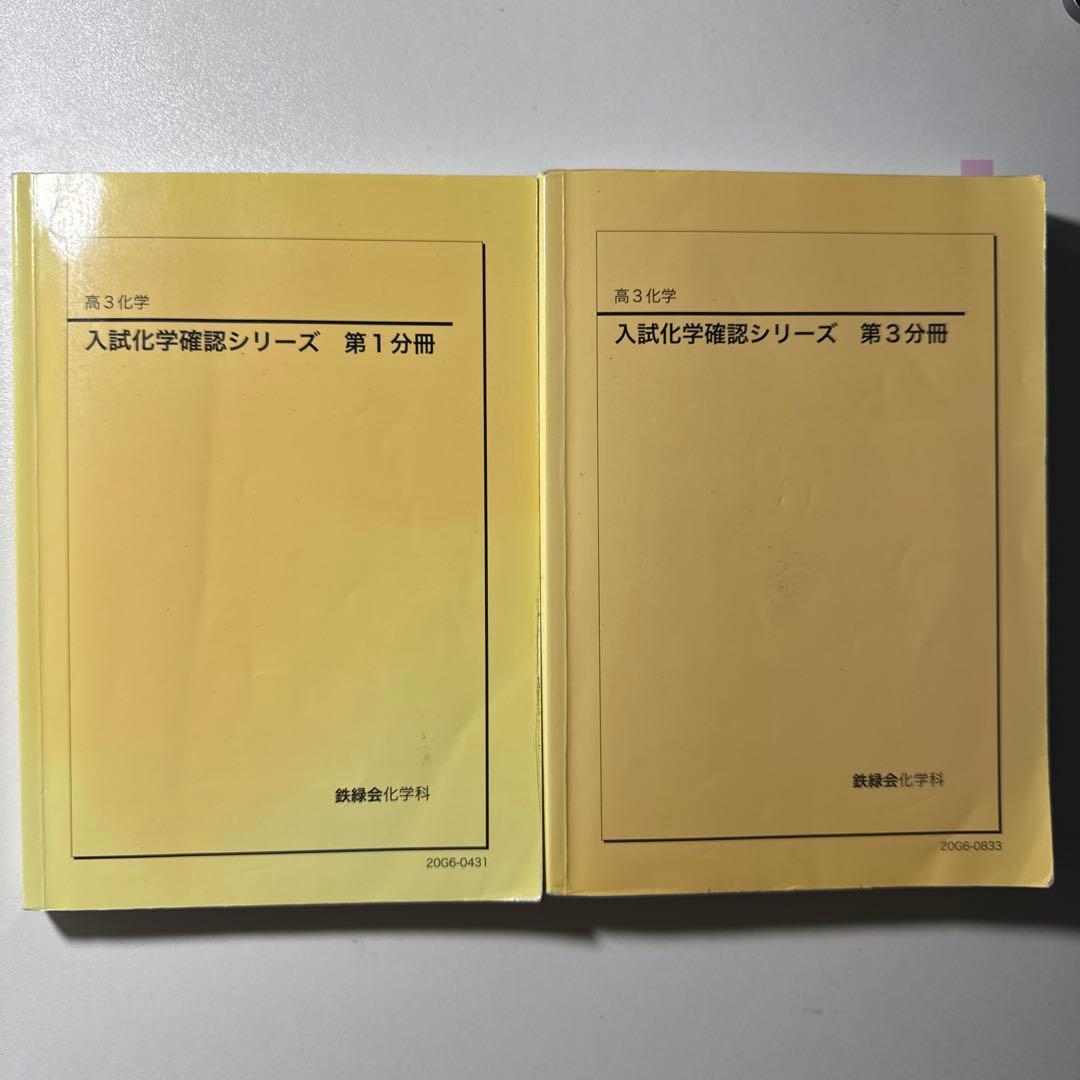 高３化学
入試化学確認シリーズ　第１分冊
鉄緑会化学科
20G6-0431
高３化学
入試化学確認シリーズ　第３分冊
鉄緑会化学科
20G6-0833